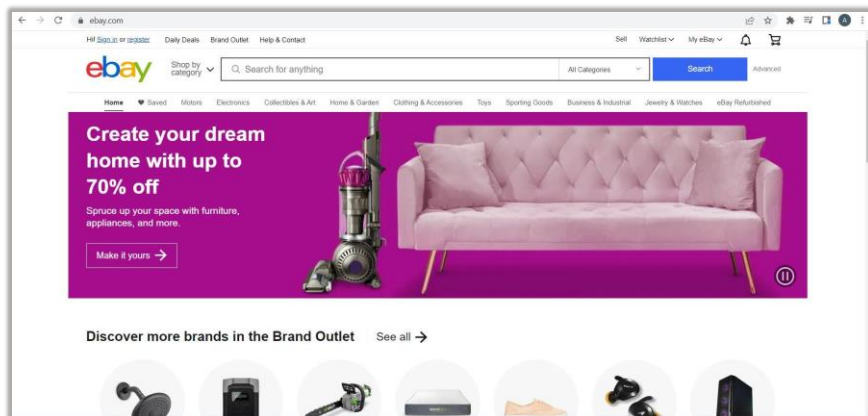 ebay.com
A
Hi! Sign in or register Daily Deals Brand Outlet Help & Contact Sell Watchlist My eBay
ebay Shop by category Search for anything All Categories Search Advanced
Home Saved Motors Electronics Collectibles & Art Home & Garden Clothing & Accessories Toys Sporting Goods Business & Industrial Jewelry & Watches eBay Refurbished
Create your dream
home with up to
70% off
Spruce up your space with furniture,
appliances, and more.
Make it yours →
Discover more brands in the Brand Outlet See all →